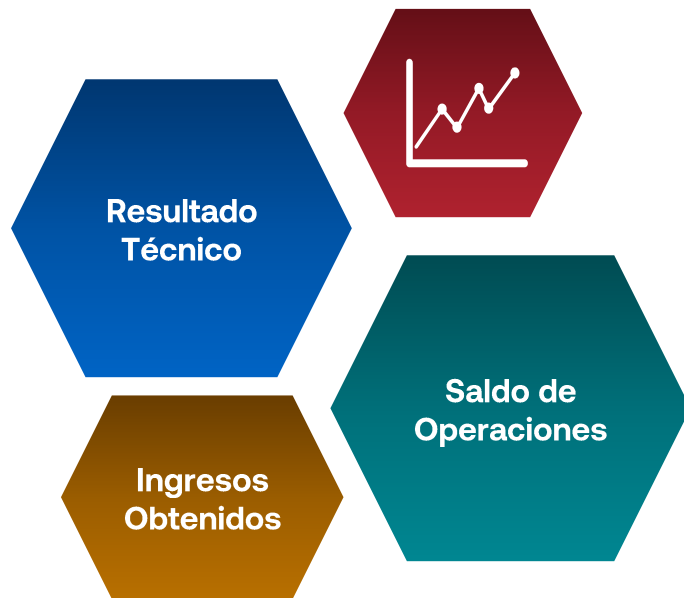 Resultado
Técnico
Saldo de
Operaciones
Ingresos
Obtenidos